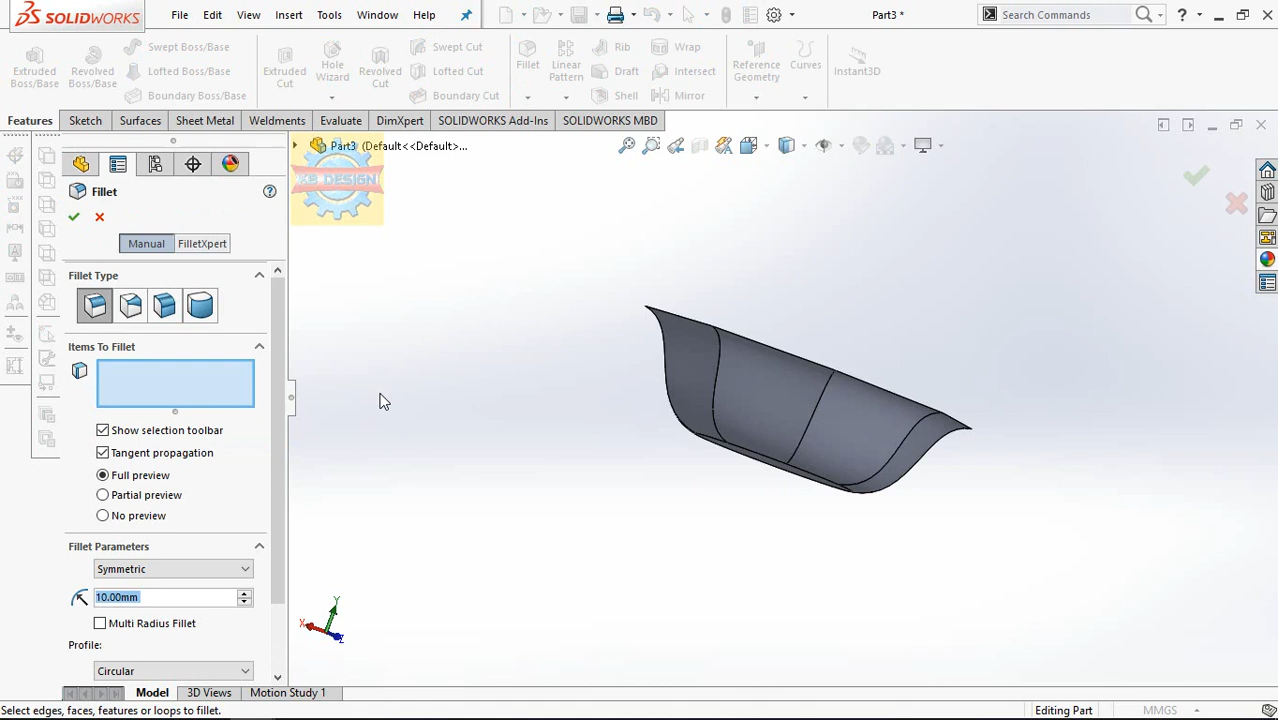 SOLIDWORKS
File Edit View Insert Tools Window Help
Part3 *
Search Commands
Extruded Boss/Base
Revolved Boss/Base
Swept Boss/Base
Lofted Boss/Base
Boundary Boss/Base
Extruded Cut
Hole Wizard
Revolved Cut
Swept Cut
Lofted Cut
Boundary Cut
Fillet
Linear Pattern
Rib
Draft
Shell
Wrap
Intersect
Mirror
Reference Geometry
Curves
Instant3D
Features Sketch Surfaces Sheet Metal Weldments Evaluate DimXpert SOLIDWORKS Add-Ins SOLIDWORKS MBD
Part3 (Default<<Default>...
KB DESIGN
Fillet
Manual FilletXpert
Fillet Type
Items To Fillet
Show selection toolbar
Tangent propagation
Full preview
Partial preview
No preview
Fillet Parameters
Symmetric
10.00mm
Multi Radius Fillet
Profile:
Circular
Y
X
Z
Model 3D Views Motion Study 1
Select edges, faces, features or loops to fillet.
Editing Part
MMGS